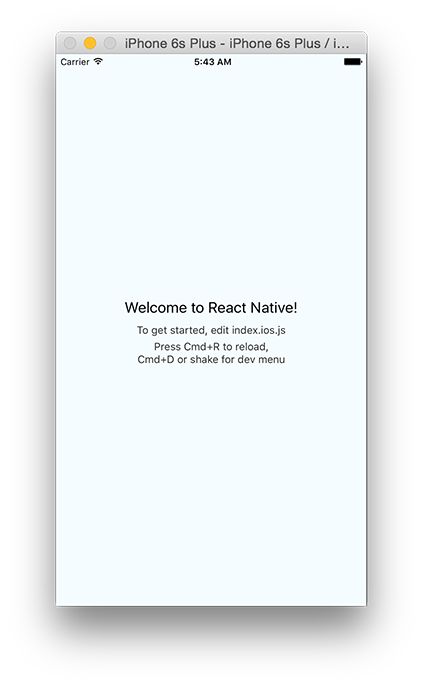 iPhone 6s Plus - iPhone 6s Plus / i...
Carrier 5:43 AM
Welcome to React Native!
To get started, edit index.ios.js
Press Cmd+R to reload,
Cmd+D or shake for dev menu